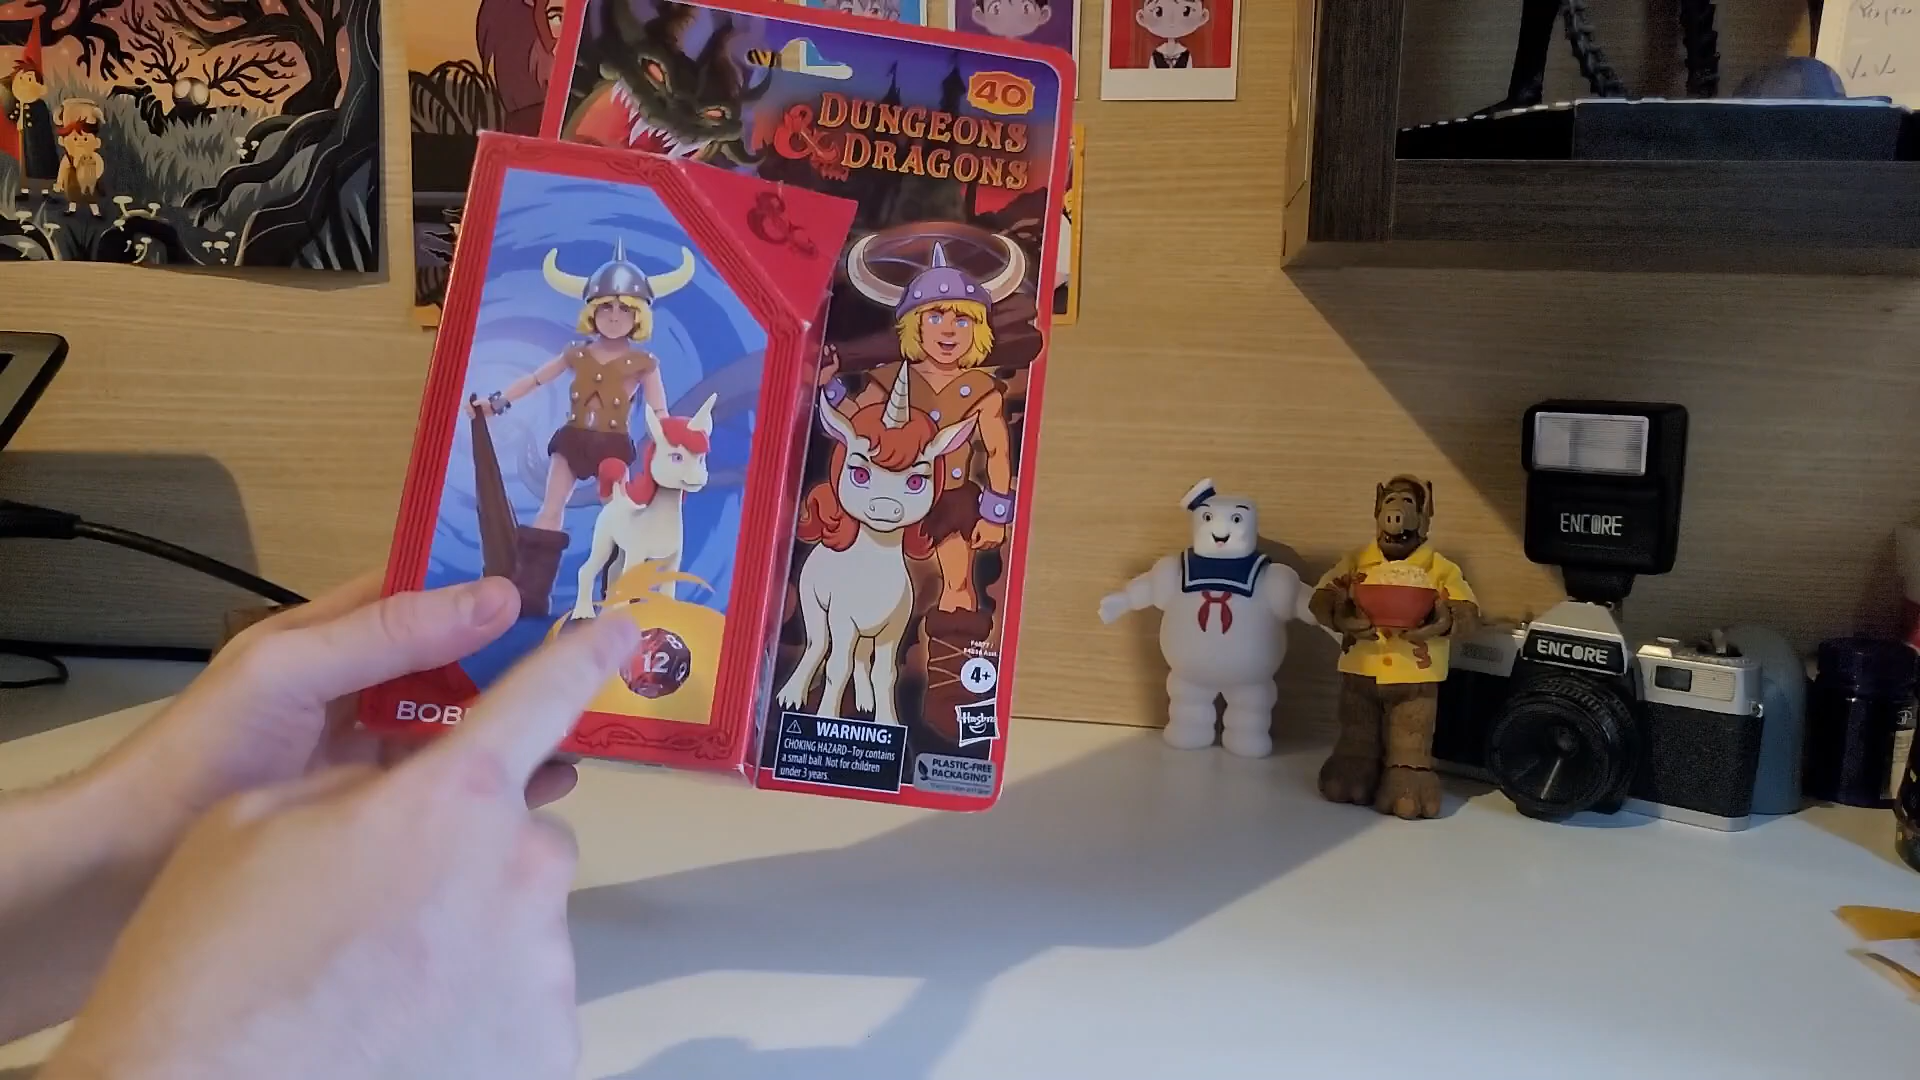 40
DUNGEONS
& DRAGONS
&
8
12
BOB
4+
Hasbro
WARNING:
CHOKING HAZARD–Toy contains
a small ball. Not for children
under 3 years.
PLASTIC-FREE
PACKAGING*
ENCORE
ENCORE